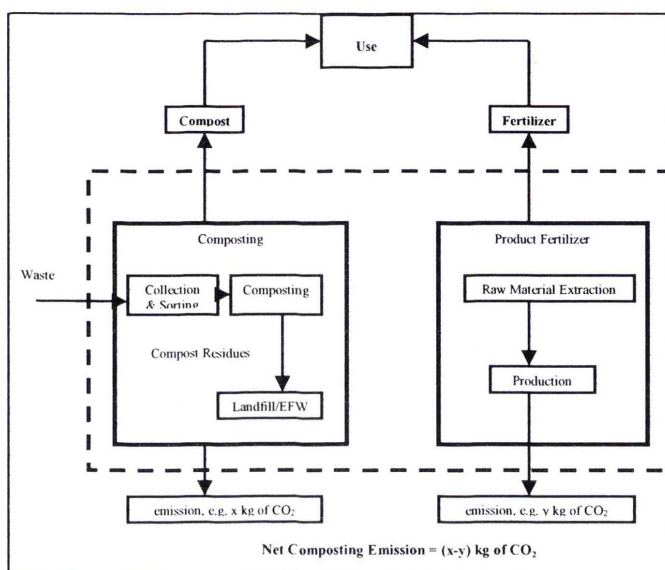 Use
Compost
Fertilizer
Composting
Product Fertilizer
Waste
Collection
& Sorting
Composting
Raw Material Extraction
Compost Residues
Production
Landfill/EFW
emission, e.g. x kg of CO₂
emission, e.g. y kg of CO₂
Net Composting Emission = (x-y) kg of CO₂